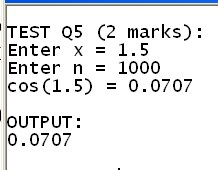 TEST Q5 (2 marks):
Enter x = 1.5
Enter n = 1000
cos(1.5) = 0.0707
OUTPUT:
0.0707